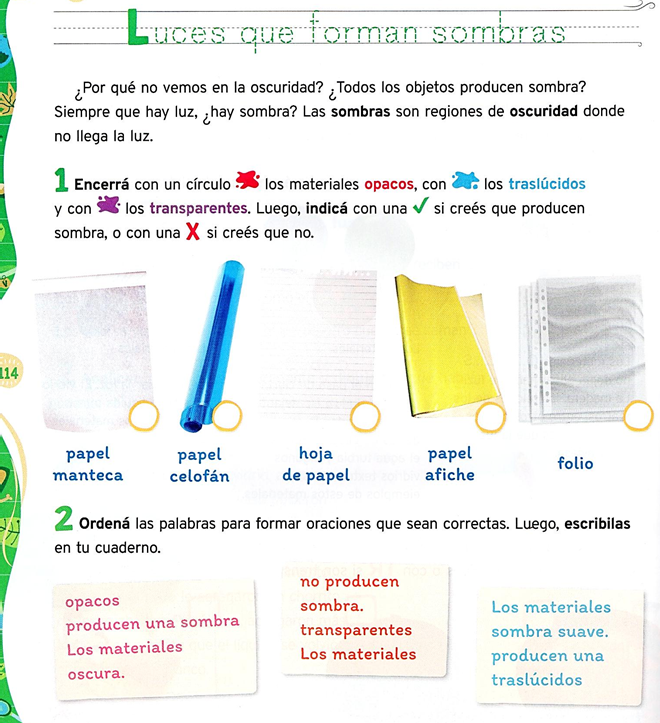 Luces que forman sombras
¿Por qué no vemos en la oscuridad? ¿Todos los objetos producen sombra?
Siempre que hay luz, ¿hay sombra? Las sombras son regiones de oscuridad donde
no llega la luz.
1 Encerrá con un círculo los materiales opacos, con los traslúcidos
y con los transparentes. Luego, indicá con una ✓ si creés que producen
sombra, o con una X si creés que no.
114
papel
manteca
papel
celofán
hoja
de papel
papel
afiche
folio
2 Ordená las palabras para formar oraciones que sean correctas. Luego, escribilas
en tu cuaderno.
opacos
producen una sombra
Los materiales
oscura.
no producen
sombra.
transparentes
Los materiales
Los materiales
sombra suave.
producen una
traslúcidos